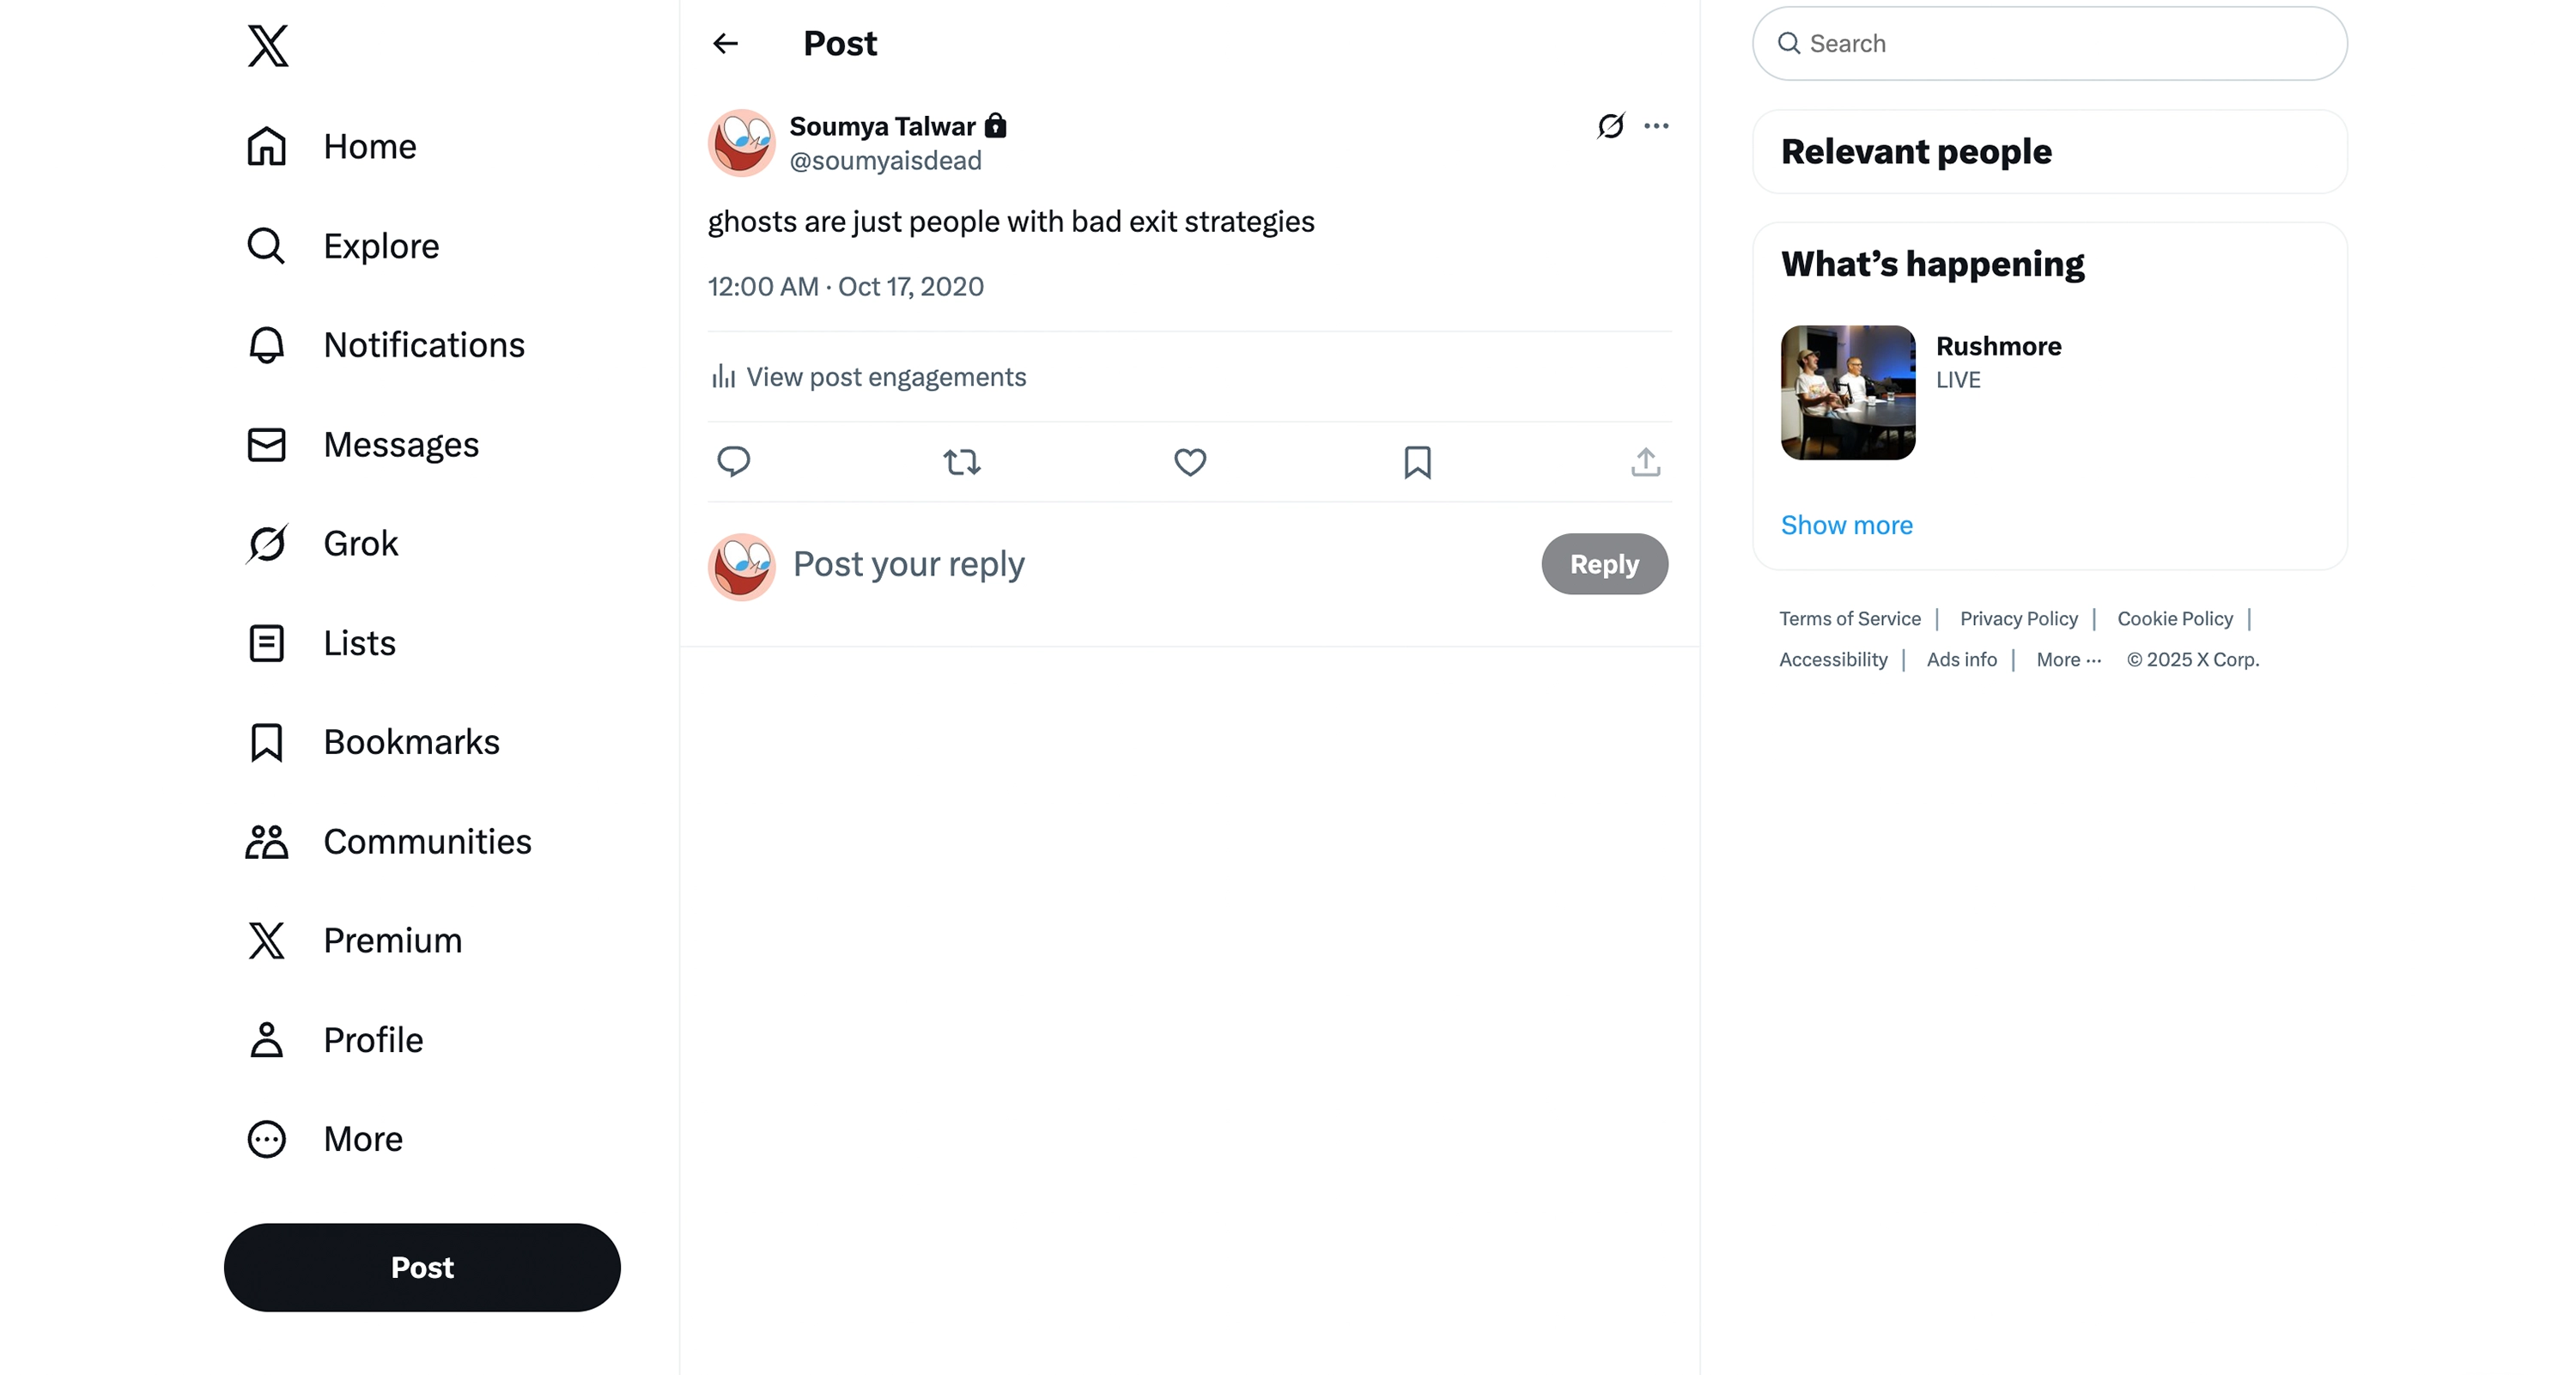 Home
Explore
Notifications
Messages
Grok
Lists
Bookmarks
Communities
Premium
Profile
More
Post
Post
Soumya Talwar
@soumyaisdead
ghosts are just people with bad exit strategies
12:00 AM · Oct 17, 2020
View post engagements
Post your reply
Reply
Search
Relevant people
What’s happening
Rushmore
LIVE
Show more
Terms of Service | Privacy Policy | Cookie Policy |
Accessibility | Ads info | More ··· © 2025 X Corp.